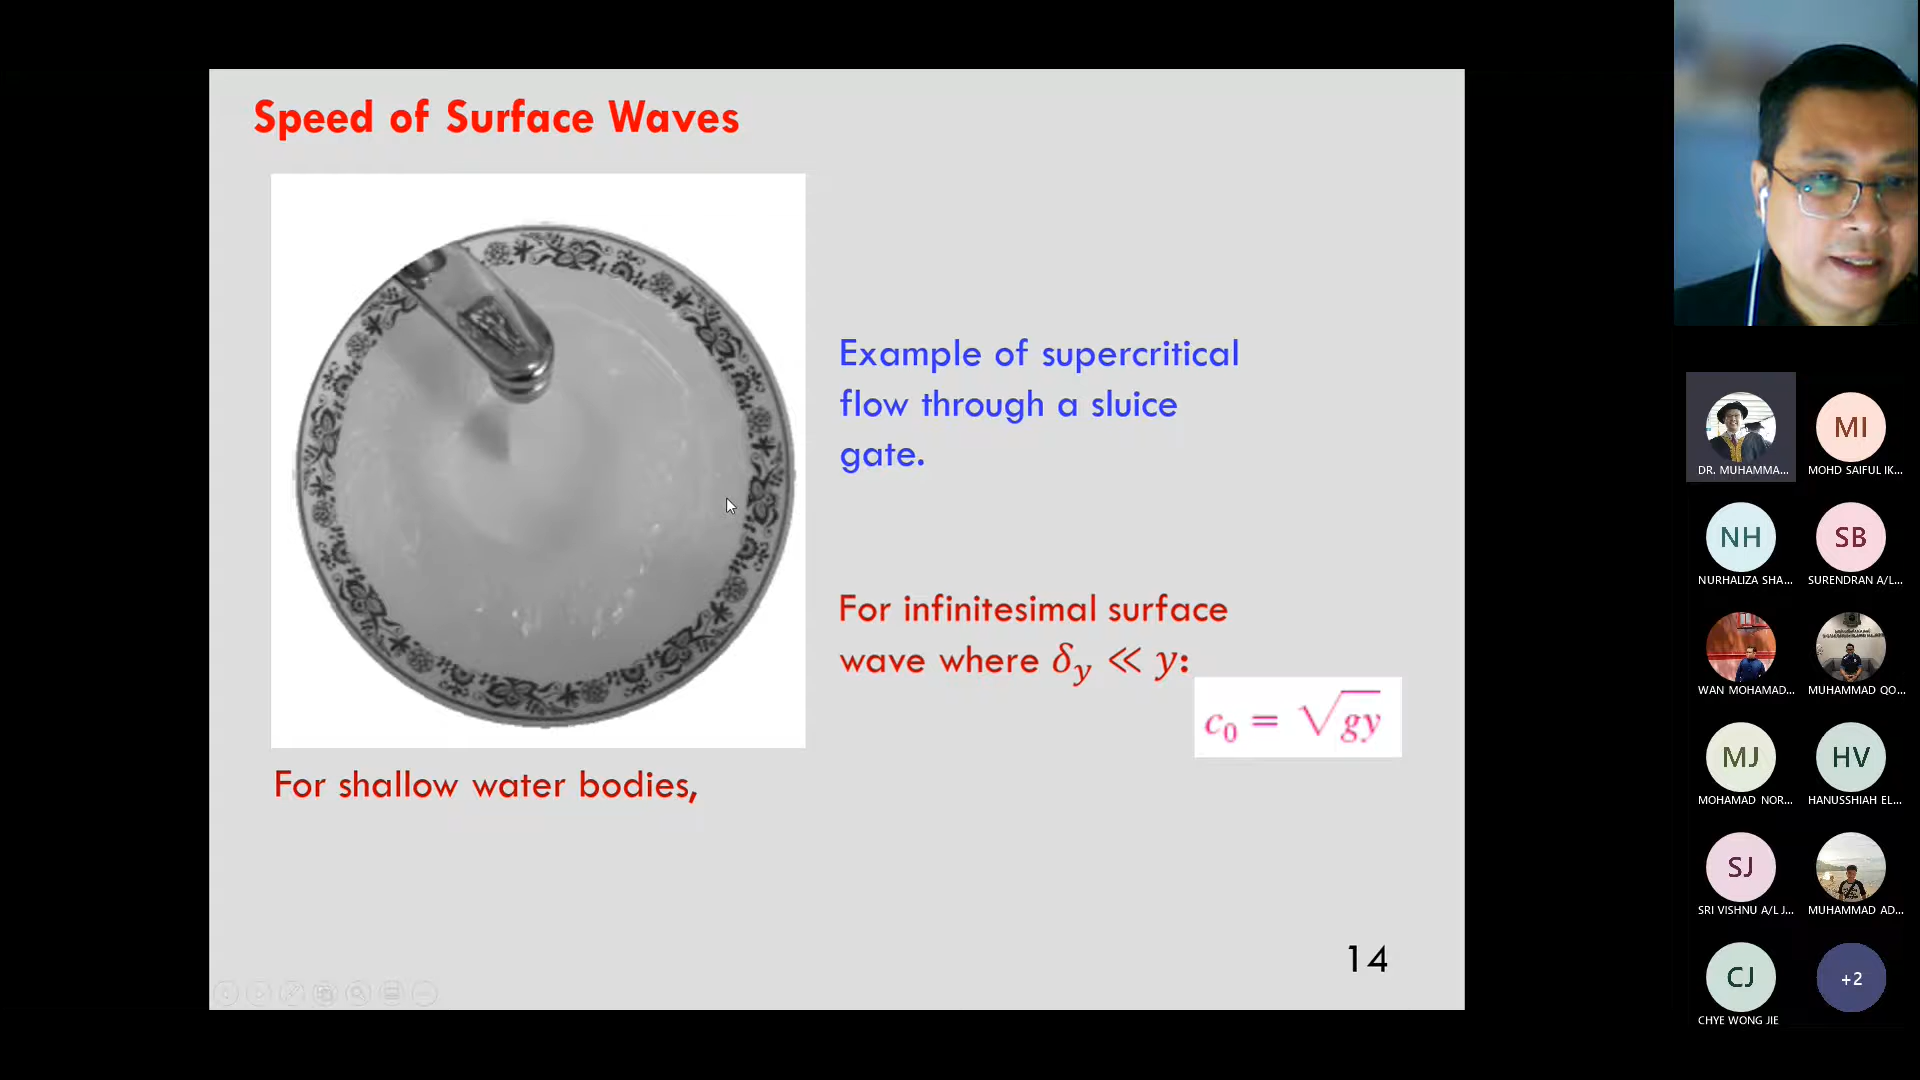 Speed of Surface Waves
Example of supercritical
flow through a sluice
gate.
For infinitesimal surface
wave where δ_y ≪ y:
c₀ = √gy
For shallow water bodies,
14
DR. MUHAMMA...
MI
MOHD SAIFUL IK...
NH
NURHALIZA SHA...
SB
SURENDRAN A/L...
WAN MOHAMAD...
MUHAMMAD QO...
MJ
MOHAMAD NOR...
HV
HANUSSHIAH EL...
SJ
SRI VISHNU A/L J...
MUHAMMAD AD...
CJ
CHYE WONG JIE
+2